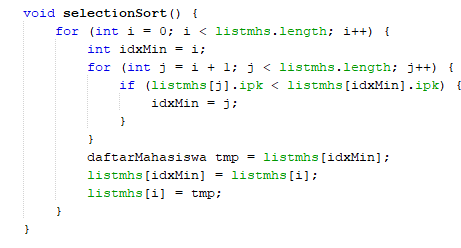 void selectionSort() {
    for (int i = 0; i < listmhs.length; i++) {
        int idxMin = i;
        for (int j = i + 1; j < listmhs.length; j++) {
            if (listmhs[j].ipk < listmhs[idxMin].ipk) {
                idxMin = j;
            }
        }
        daftarMahasiswa tmp = listmhs[idxMin];
        listmhs[idxMin] = listmhs[i];
        listmhs[i] = tmp;
    }
}